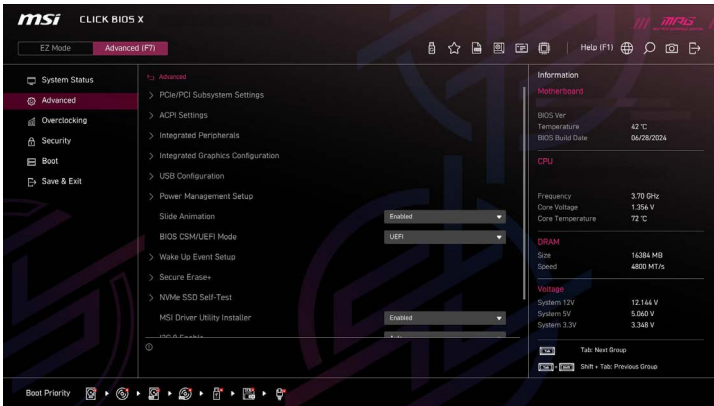 msi CLICK BIOS X
MPG
EZ Mode
Advanced (F7)
Help (F1)
System Status
Advanced
Overclocking
Security
Boot
Save & Exit
Advanced
PCIe/PCI Subsystem Settings
ACPI Settings
Integrated Peripherals
Integrated Graphics Configuration
USB Configuration
Power Management Setup
Slide Animation Enabled
BIOS CSM/UEFI Mode UEFI
Wake Up Event Setup
Secure Erase+
NVMe SSD Self-Test
MSI Driver Utility Installer Enabled
Information
Motherboard
BIOS Ver
Temperature 42 °C
BIOS Build Date 06/28/2024
CPU
Frequency 3.70 GHz
Core Voltage 1.356 V
Core Temperature 72 °C
DRAM
Size 16384 MB
Speed 4800 MT/s
Voltage
System 12V 12.144 V
System 5V 5.060 V
System 3.3V 3.348 V
Tab Tab: Next Group
Tab + Shift Shift + Tab: Previous Group
Boot Priority